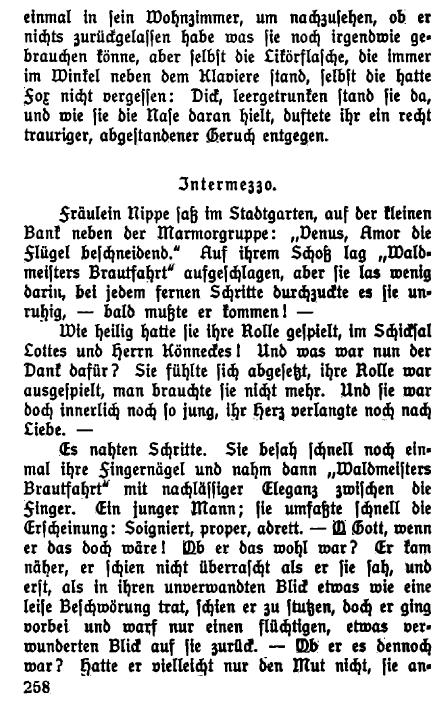 einmal in sein Wohnzimmer, um nachzusehen, ob er
nichts zurückgelassen habe was sie noch irgendwie ge-
brauchen könne, aber selbst die Likörflasche, die immer
im Winkel neben dem Klaviere stand, selbst die hatte
Fox nicht vergessen: Dick, leergetrunken stand sie da,
und wie sie die Nase daran hielt, duftete ihr ein recht
trauriger, abgestandener Geruch entgegen.
Intermezzo.
Fräulein Nippe saß im Stadtgarten, auf der kleinen
Bank neben der Marmorgruppe: „Venus, Amor die
Flügel beschneidend.“ Auf ihrem Schoß lag „Wald-
meisters Brautfahrt“ aufgeschlagen, aber sie las wenig
darin, bei jedem fernen Schritte durchzuckte es sie un-
ruhig, — bald mußte er kommen! —
Wie heilig hatte sie ihre Rolle gespielt, im Schicksal
Lottes und Herrn Könneckes! Und was war nun der
Dank dafür? Sie fühlte sich abgesetzt, ihre Rolle war
ausgespielt, man brauchte sie nicht mehr. Und sie war
doch innerlich noch so jung, ihr Herz verlangte noch nach
Liebe. —
Es nahten Schritte. Sie besah schnell noch ein-
mal ihre Fingernägel und nahm dann „Waldmeisters
Brautfahrt“ mit nachlässiger Eleganz zwischen die
Finger. Ein junger Mann; sie umfaßte schnell die
Erscheinung: Soigniert, proper, adrett. — O Gott, wenn
er das doch wäre! Ob er das wohl war? Er kam
näher, er schien nicht überrascht als er sie sah, und
erst, als in ihren unverwandten Blick etwas wie eine
leise Beschwörung trat, schien er zu stutzen, doch er ging
vorbei und warf nur einen flüchtigen, etwas ver-
wunderten Blick auf sie zurück. — Ob er es dennoch
war? Hatte er vielleicht nur den Mut nicht, sie an-
258